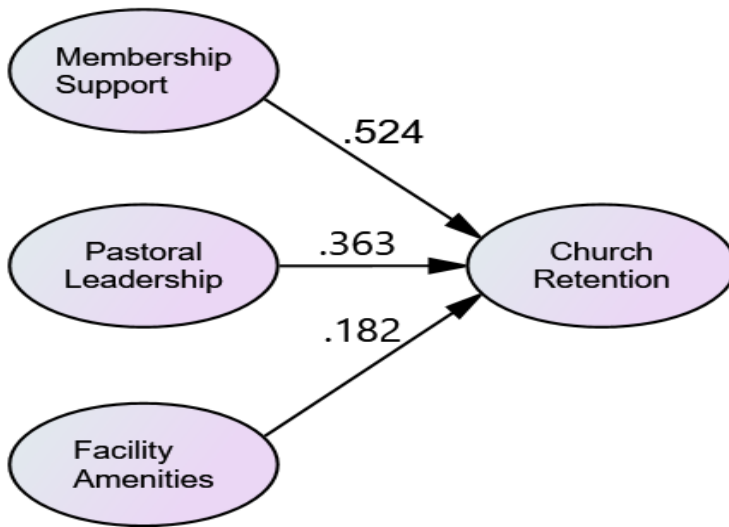 Membership
Support
.524
Pastoral
Leadership
.363
Church
Retention
.182
Facility
Amenities